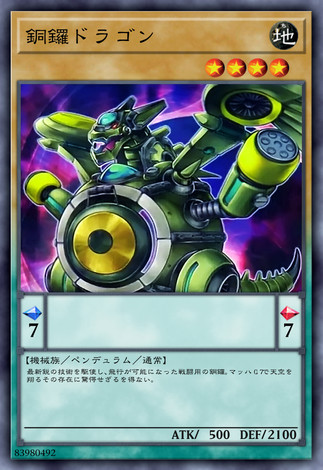 銅鑼ドラゴン
地
7
7
【機械族／ペンデュラム／通常】
最新鋭の技術を駆使し、飛行が可能になった戦闘用の銅鑼。マッハG7で天空を
翔るその存在に驚愕せざるを得ない。
ATK/ 500 DEF/2100
83980492